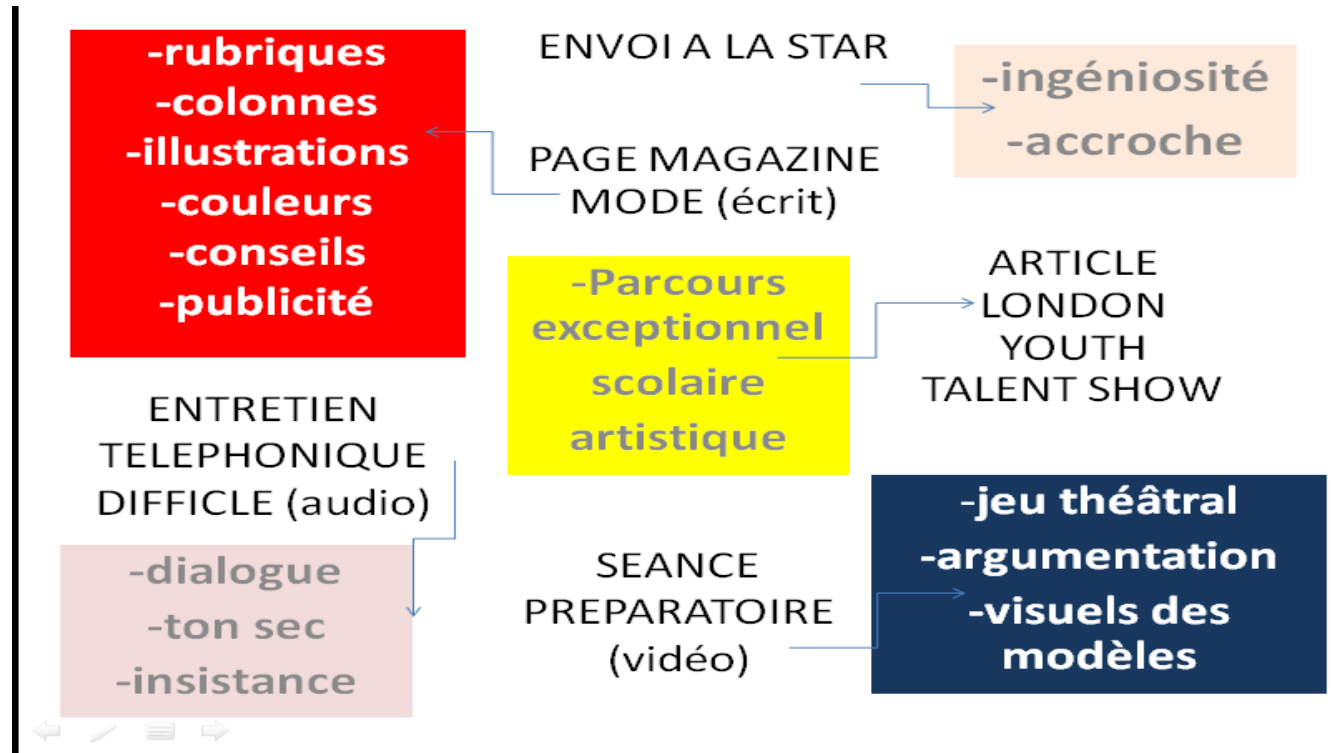 -rubriques
-colonnes
-illustrations
-couleurs
-conseils
-publicité
ENVOI A LA STAR
-ingéniosité
-accroche
PAGE MAGAZINE
MODE (écrit)
-Parcours
exceptionnel
scolaire
artistique
ARTICLE
LONDON
YOUTH
TALENT SHOW
ENTRETIEN
TELEPHONIQUE
DIFFICLE (audio)
-dialogue
-ton sec
-insistance
SEANCE
PREPARATOIRE
(vidéo)
-jeu théâtral
-argumentation
-visuels des
modèles